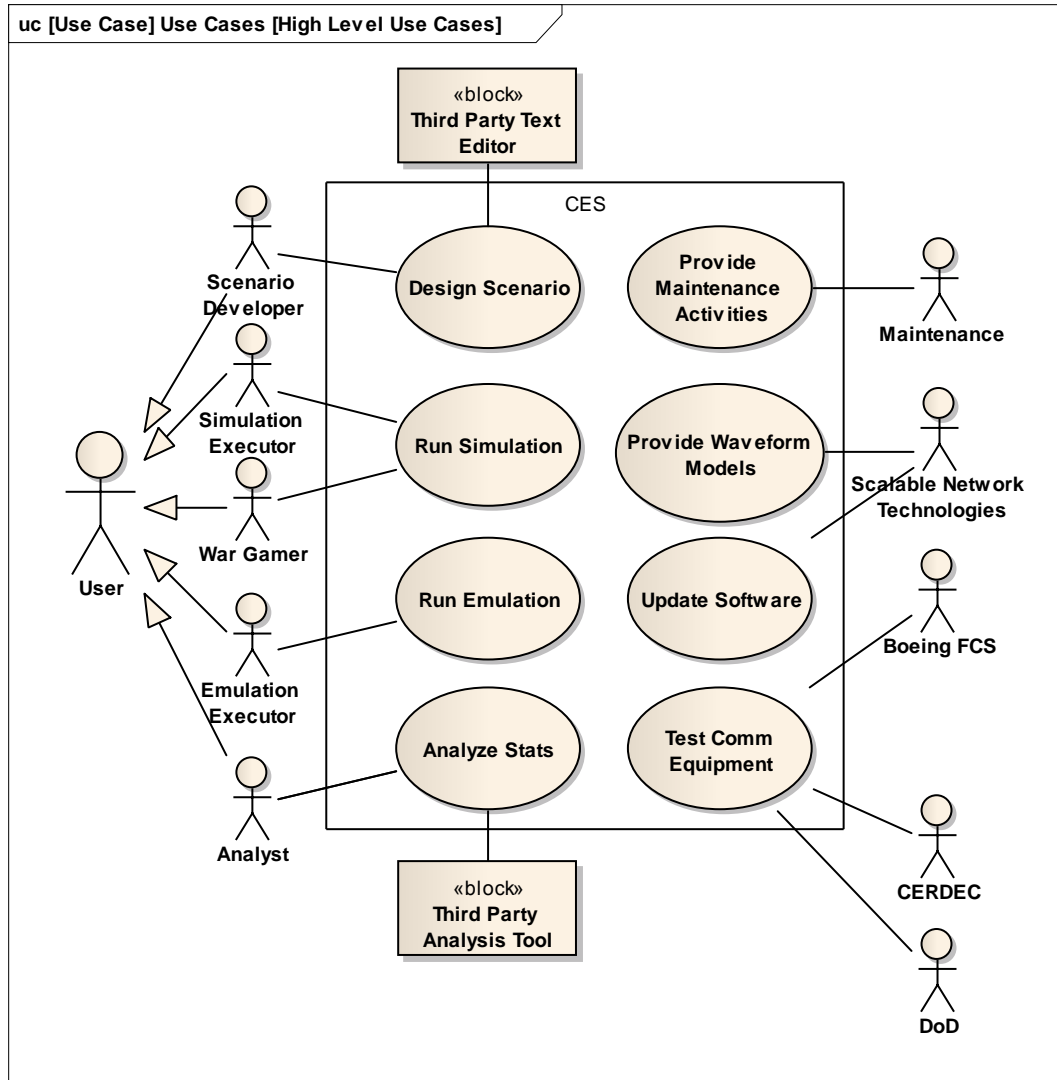 uc [Use Case] Use Cases [High Level Use Cases]
«block»
Third Party Text
Editor
CES
Scenario
Developer
Design Scenario
Provide
Maintenance
Activities
Maintenance
Simulation
Executor
Run Simulation
Provide Waveform
Models
Scalable Network
Technologies
User
War Gamer
Run Emulation
Update Software
Boeing FCS
Emulation
Executor
Analyze Stats
Test Comm
Equipment
Analyst
CERDEC
«block»
Third Party
Analysis Tool
DoD